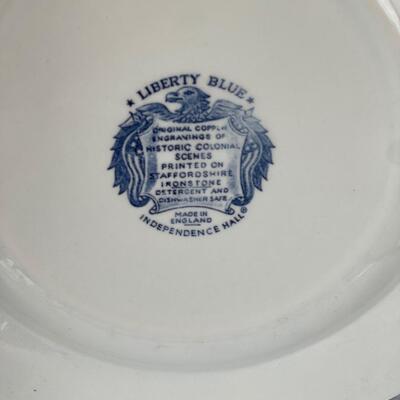 ★ LIBERTY BLUE ★
ORIGINAL COPPER
ENGRAVINGS OF
HISTORIC COLONIAL
SCENES
PRINTED ON
STAFFORDSHIRE
IRONSTONE
DETERGENT AND
DISHWASHER SAFE
MADE IN
ENGLAND
INDEPENDENCE HALL®